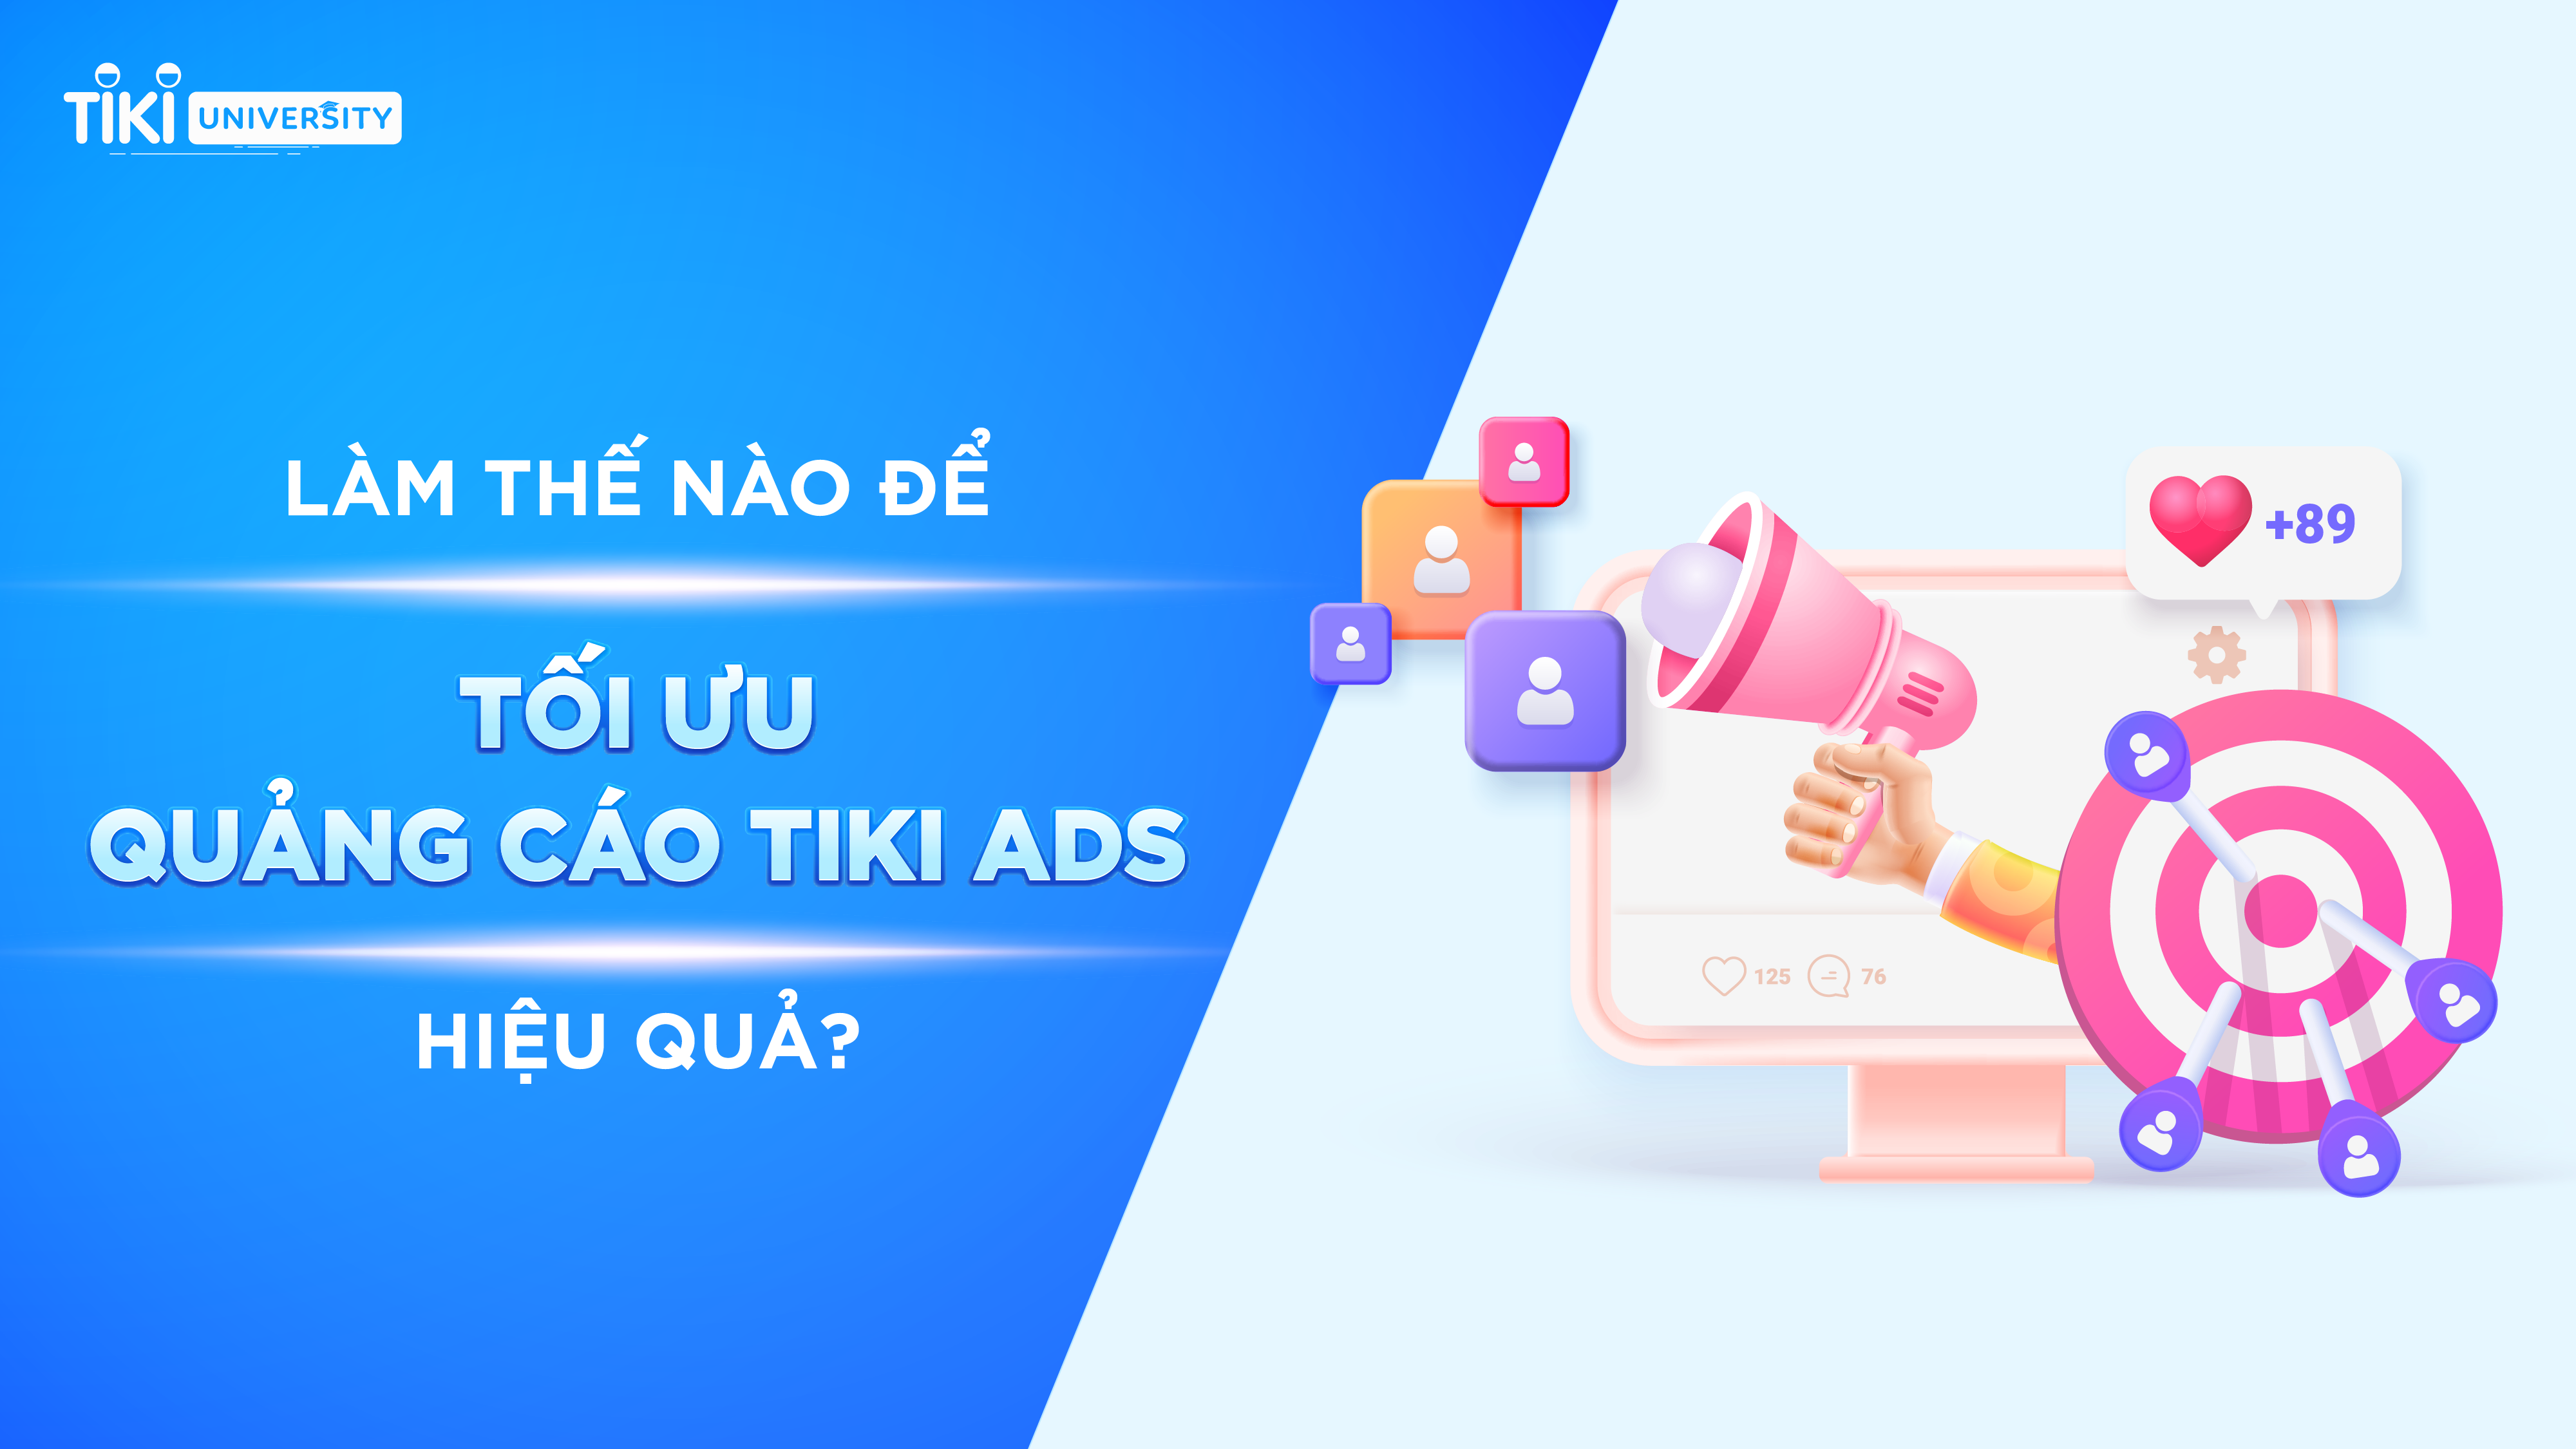 TIKI UNIVERSITY
LÀM THẾ NÀO ĐỂ
TỐI ƯU
QUẢNG CÁO TIKI ADS
HIỆU QUẢ?
+89
125 76